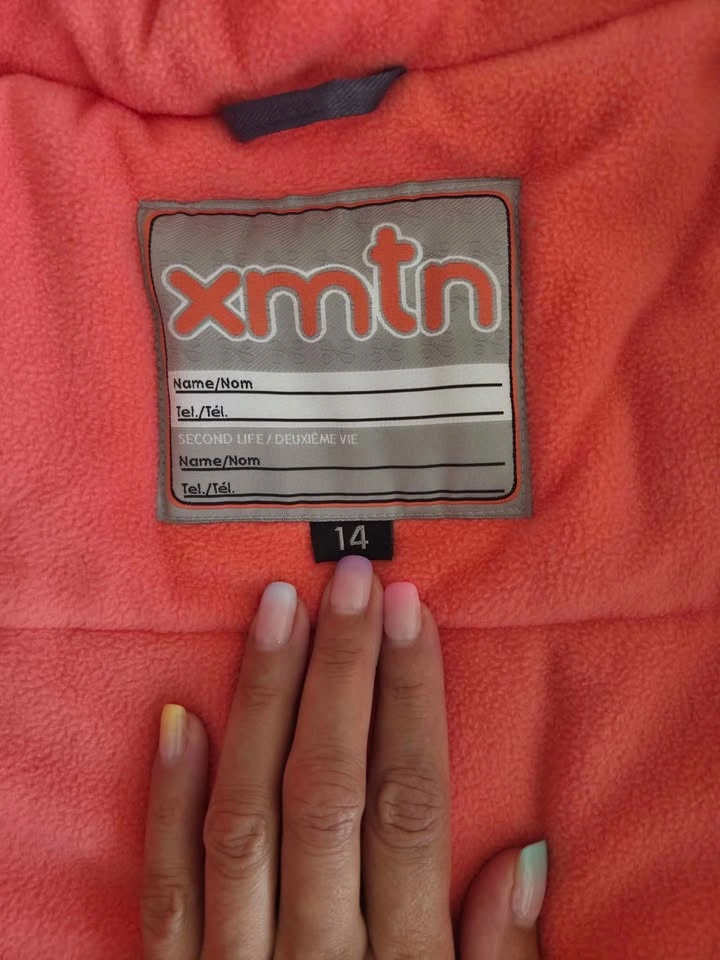 xmtn
Name/Nom
Tel./Tél.
SECOND LIFE / DEUXIÈME VIE
Name/Nom
Tel./Tél.
14